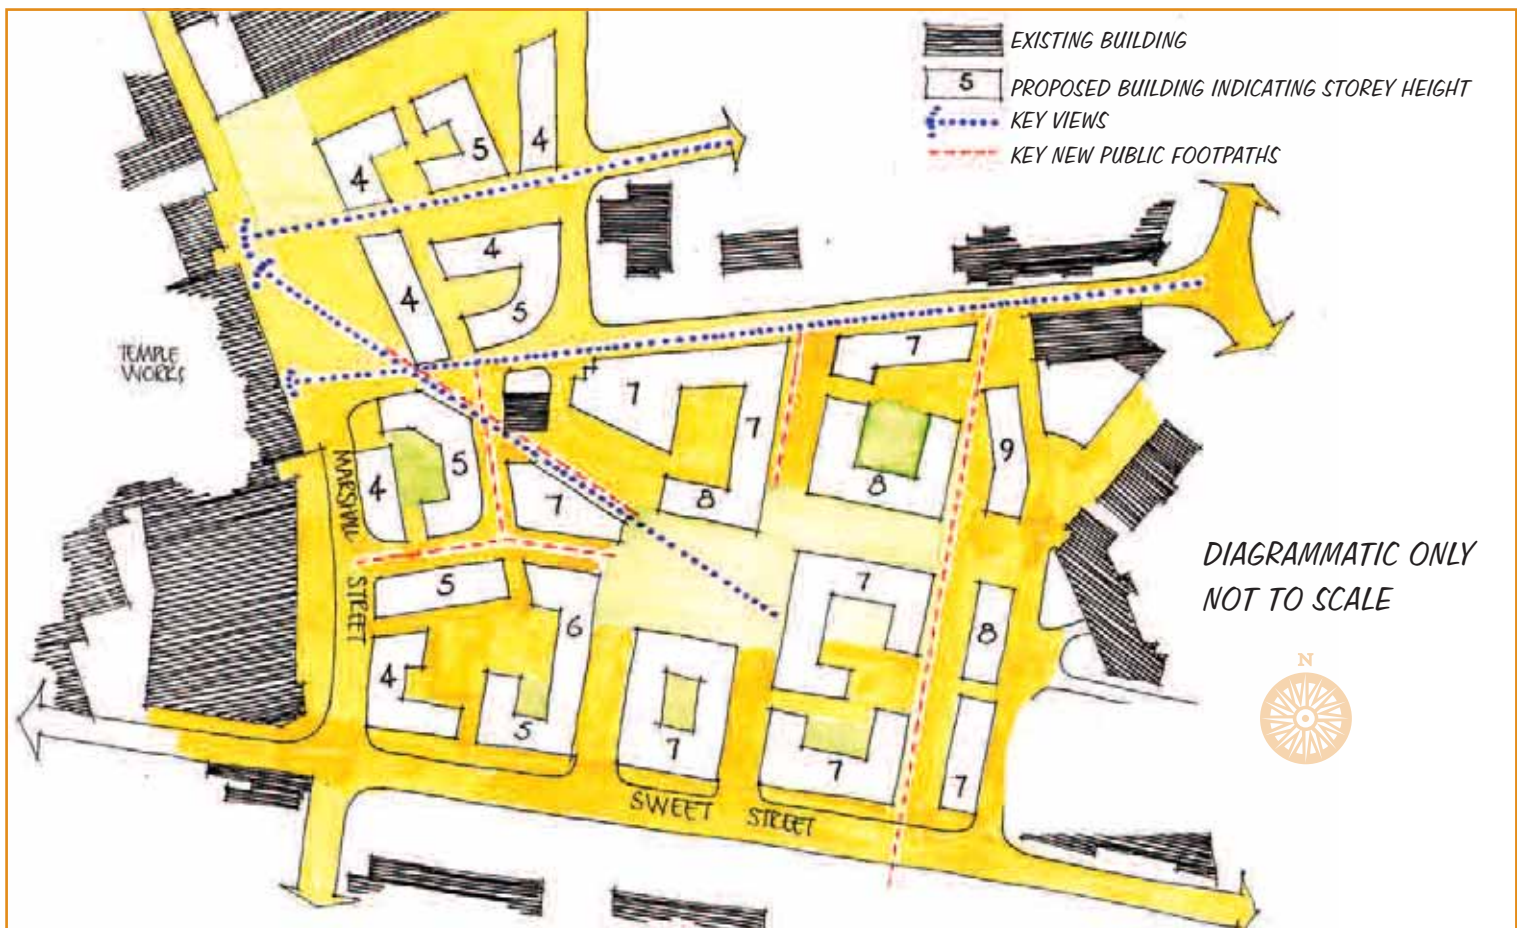 EXISTING BUILDING
5
PROPOSED BUILDING INDICATING STOREY HEIGHT
KEY VIEWS
KEY NEW PUBLIC FOOTPATHS
4
5
4
4
4
5
TEMPLE
WORKS
7
7
7
8
8
9
4
5
7
MARSHAL
STREET
5
6
4
5
7
7
7
8
7
SWEET STREET
DIAGRAMMATIC ONLY
NOT TO SCALE
N